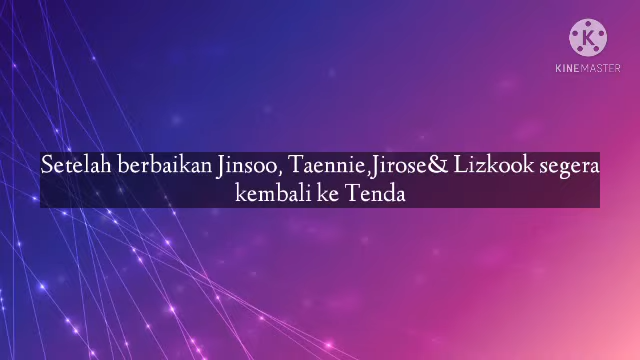 KINEMASTER
Setelah berbaikan Jinsoo, Taennie,Jirose& Lizkook segera
kembali ke Tenda